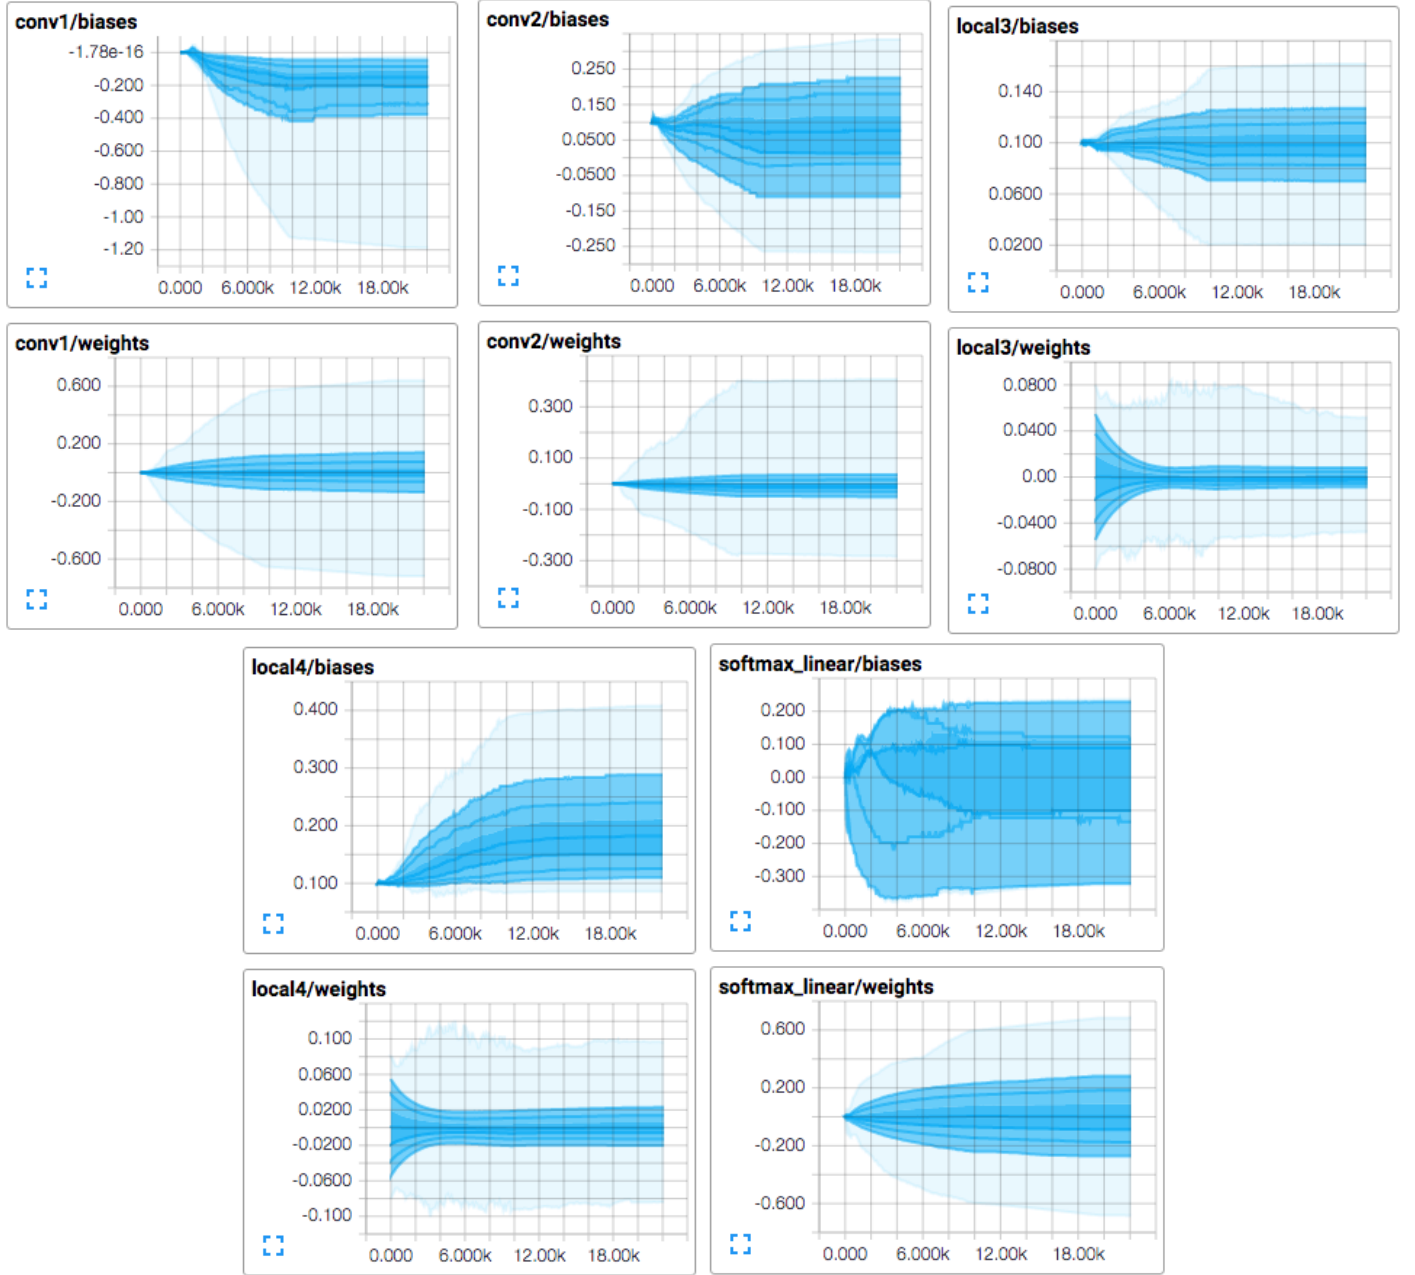 conv1/biases
-1.78e-16
-0.200
-0.400
-0.600
-0.800
-1.00
-1.20
0.000 6.000k 12.00k 18.00k
conv2/biases
0.250
0.150
0.0500
-0.0500
-0.150
-0.250
0.000 6.000k 12.00k 18.00k
local3/biases
0.140
0.100
0.0600
0.0200
0.000 6.000k 12.00k 18.00k
conv1/weights
0.600
0.200
-0.200
-0.600
0.000 6.000k 12.00k 18.00k
conv2/weights
0.300
0.100
-0.100
-0.300
0.000 6.000k 12.00k 18.00k
local3/weights
0.0800
0.0400
0.00
-0.0400
-0.0800
0.000 6.000k 12.00k 18.00k
local4/biases
0.400
0.300
0.200
0.100
0.000 6.000k 12.00k 18.00k
softmax_linear/biases
0.200
0.100
0.00
-0.100
-0.200
-0.300
0.000 6.000k 12.00k 18.00k
local4/weights
0.100
0.0600
0.0200
-0.0200
-0.0600
-0.100
0.000 6.000k 12.00k 18.00k
softmax_linear/weights
0.600
0.200
-0.200
-0.600
0.000 6.000k 12.00k 18.00k